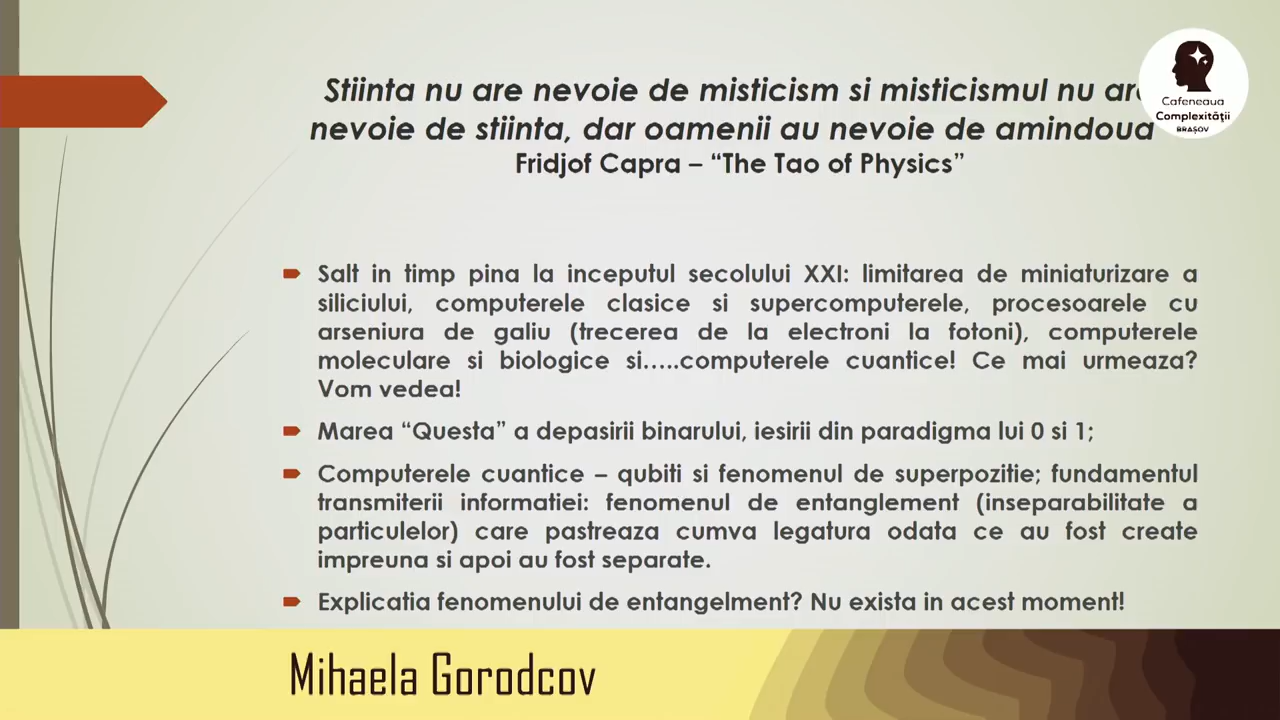 Stiinta nu are nevoie de misticism si misticismul nu are
nevoie de stiinta, dar oamenii au nevoie de amindoua
Fridjof Capra – “The Tao of Physics”
Cafeneaua
Complexităţii
BRAŞOV
Salt in timp pina la inceputul secolului XXI: limitarea de miniaturizare a
siliciului, computerele clasice si supercomputerele, procesoarele cu
arseniura de galiu (trecerea de la electroni la fotoni), computerele
moleculare si biologice si…..computerele cuantice! Ce mai urmeaza?
Vom vedea!
Marea “Questa” a depasirii binarului, iesirii din paradigma lui 0 si 1;
Computerele cuantice – qubiti si fenomenul de superpozitie; fundamentul
transmiterii informatiei: fenomenul de entanglement (inseparabilitate a
particulelor) care pastreaza cumva legatura odata ce au fost create
impreuna si apoi au fost separate.
Explicatia fenomenului de entangelment? Nu exista in acest moment!
Mihaela Gorodcov